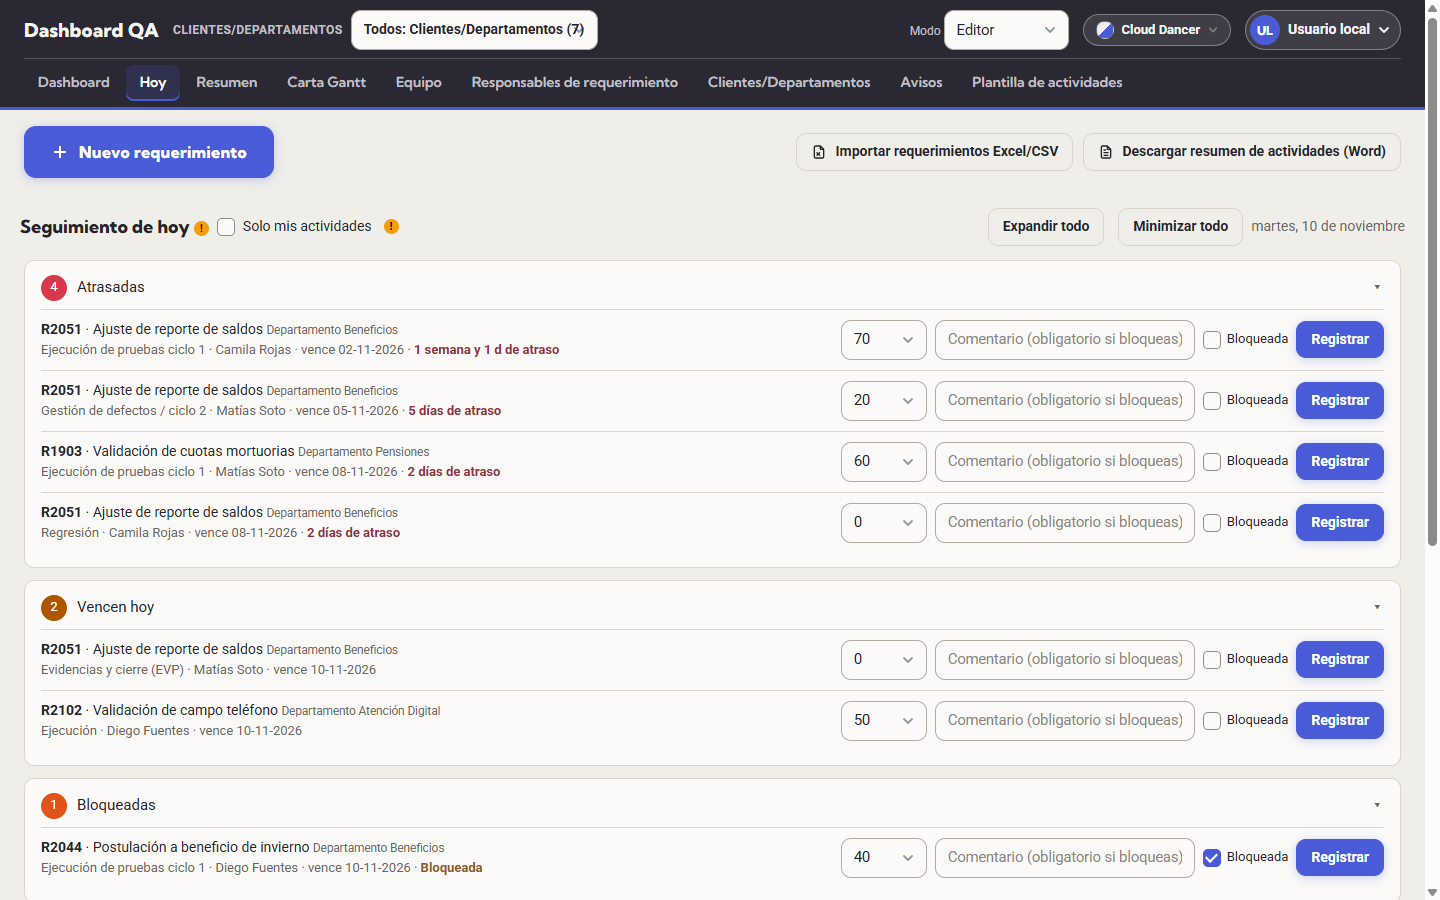 Dashboard QA CLIENTES/DEPARTAMENTOS Todos: Clientes/Departamentos (7) Modo Editor Cloud Dancer UL Usuario local
Dashboard Hoy Resumen Carta Gantt Equipo Responsables de requerimiento Clientes/Departamentos Avisos Plantilla de actividades
+ Nuevo requerimiento Importar requerimientos Excel/CSV Descargar resumen de actividades (Word)
Seguimiento de hoy ! Solo mis actividades ! Expandir todo Minimizar todo martes, 10 de noviembre
4 Atrasadas
R2051 · Ajuste de reporte de saldos Departamento Beneficios
Ejecución de pruebas ciclo 1 · Camila Rojas · vence 02-11-2026 · 1 semana y 1 d de atraso
70 Comentario (obligatorio si bloqueas) Bloqueada Registrar
R2051 · Ajuste de reporte de saldos Departamento Beneficios
Gestión de defectos / ciclo 2 · Matías Soto · vence 05-11-2026 · 5 días de atraso
20 Comentario (obligatorio si bloqueas) Bloqueada Registrar
R1903 · Validación de cuotas mortuorias Departamento Pensiones
Ejecución de pruebas ciclo 1 · Matías Soto · vence 08-11-2026 · 2 días de atraso
60 Comentario (obligatorio si bloqueas) Bloqueada Registrar
R2051 · Ajuste de reporte de saldos Departamento Beneficios
Regresión · Camila Rojas · vence 08-11-2026 · 2 días de atraso
0 Comentario (obligatorio si bloqueas) Bloqueada Registrar
2 Vencen hoy
R2051 · Ajuste de reporte de saldos Departamento Beneficios
Evidencias y cierre (EVP) · Matías Soto · vence 10-11-2026
0 Comentario (obligatorio si bloqueas) Bloqueada Registrar
R2102 · Validación de campo teléfono Departamento Atención Digital
Ejecución · Diego Fuentes · vence 10-11-2026
50 Comentario (obligatorio si bloqueas) Bloqueada Registrar
1 Bloqueadas
R2044 · Postulación a beneficio de invierno Departamento Beneficios
Ejecución de pruebas ciclo 1 · Diego Fuentes · vence 10-11-2026 · Bloqueada
40 Comentario (obligatorio si bloqueas) Bloqueada Registrar